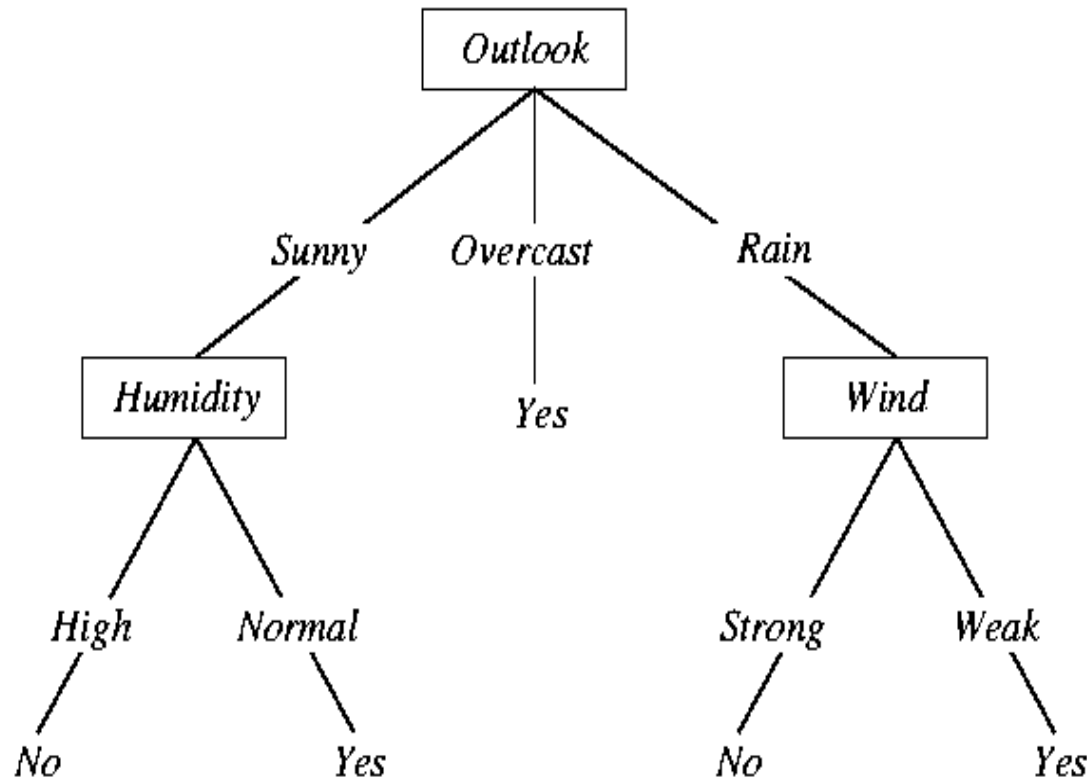 Outlook
Sunny Overcast Rain
Humidity Yes Wind
High Normal Strong Weak
No Yes No Yes